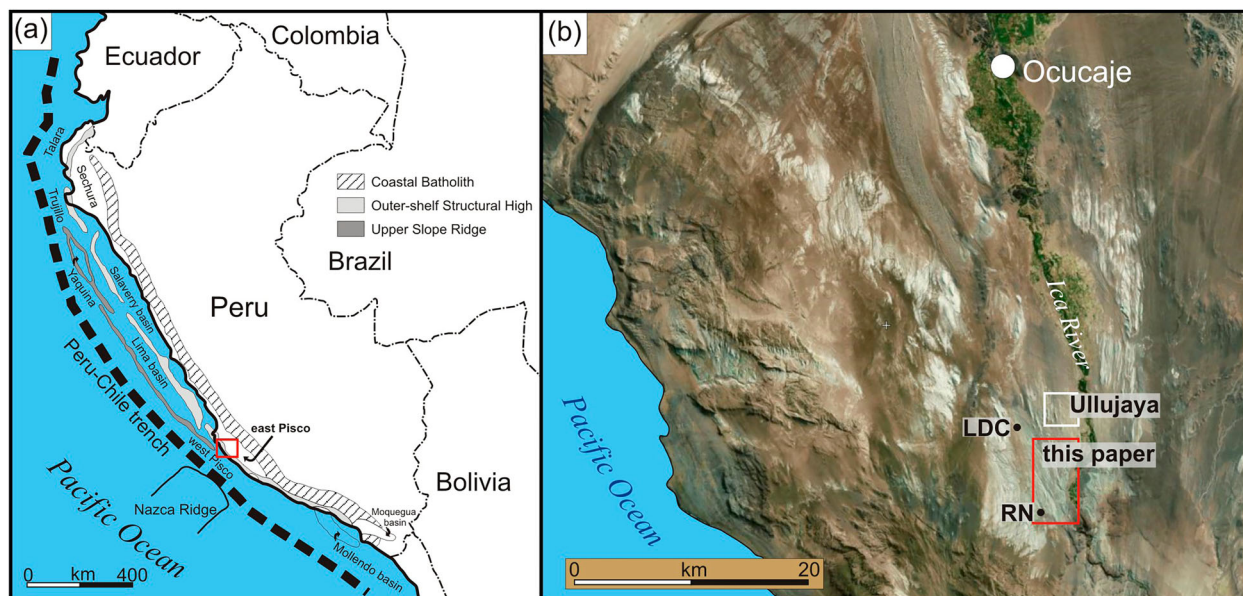 (a)
Ecuador
Colombia
Talara
Sechura
Coastal Batholith
Outer-shelf Structural High
Upper Slope Ridge
Trujillo
Brazil
Yaquina
Salaverry basin
Peru
Lima basin
Peru-Chile trench
east Pisco
west Pisco
Bolivia
Nazca Ridge
Moquegua
basin
Mollendo basin
Pacific Ocean
0 km 400
(b)
Ocucaje
Ica River
Ullujaya
LDC
this paper
RN
Pacific Ocean
0 km 20